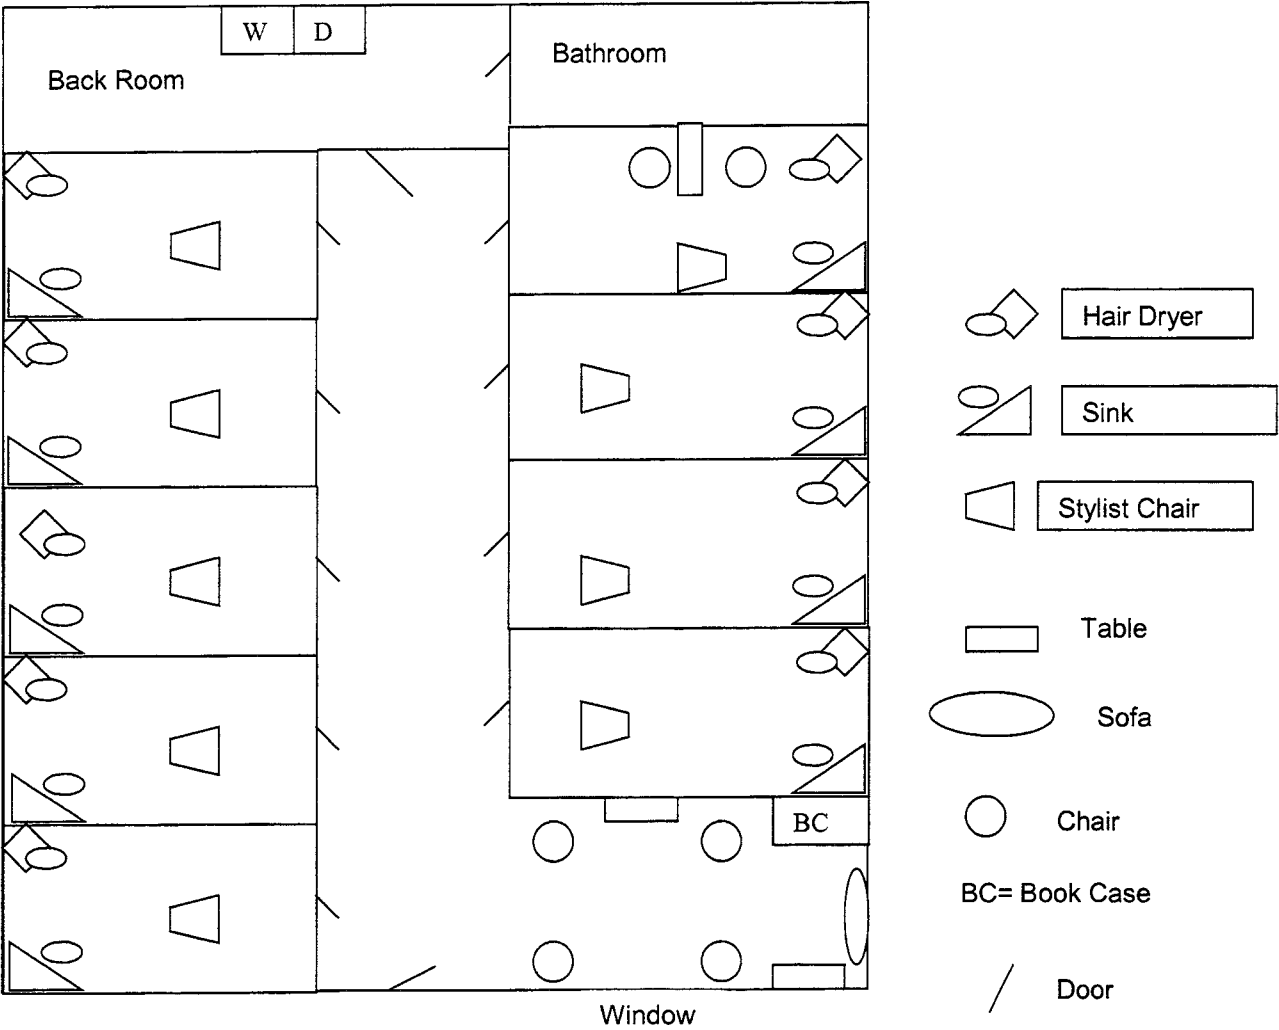 W D
Bathroom
Back Room
Hair Dryer
Sink
Stylist Chair
Table
Sofa
BC
Chair
BC= Book Case
Door
Window